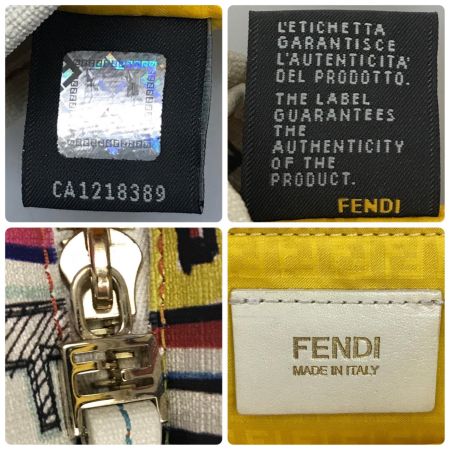 CA1218389
L'ETICHETTA
GARANTISCE
L'AUTENTICITA'
DEL PRODOTTO.
THE LABEL
GUARANTEES
THE
AUTHENTICITY
OF THE
PRODUCT.
FENDI
FENDI
MADE IN ITALY